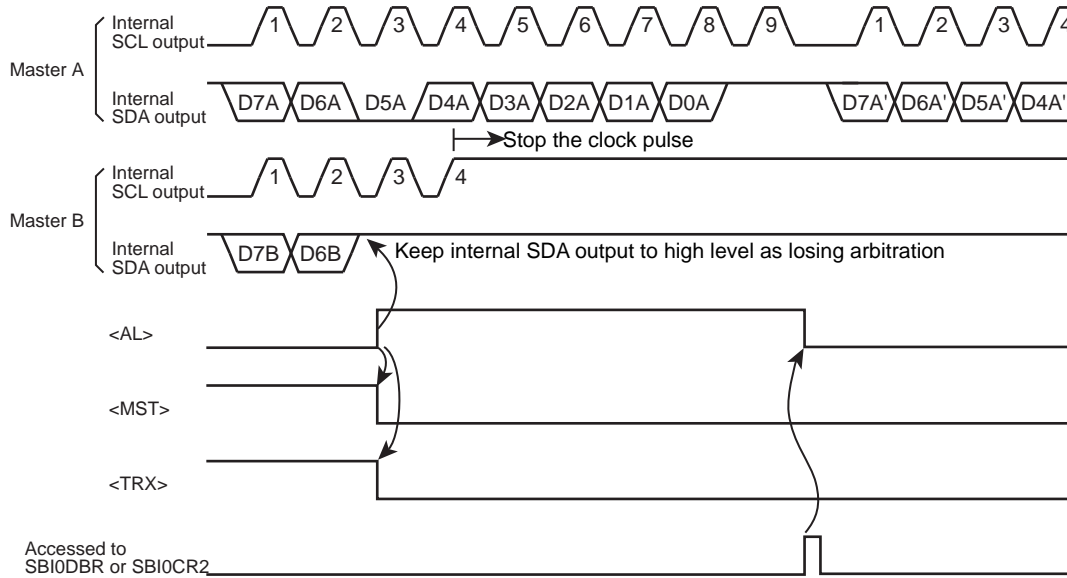 Internal
SCL output
1 2 3 4 5 6 7 8 9 1 2 3 4
Master A
Internal
SDA output
D7A D6A D5A D4A D3A D2A D1A D0A D7A' D6A' D5A' D4A'
Stop the clock pulse
Internal
SCL output
1 2 3 4
Master B
Internal
SDA output
D7B D6B
Keep internal SDA output to high level as losing arbitration
<AL>
<MST>
<TRX>
Accessed to
SBI0DBR or SBI0CR2